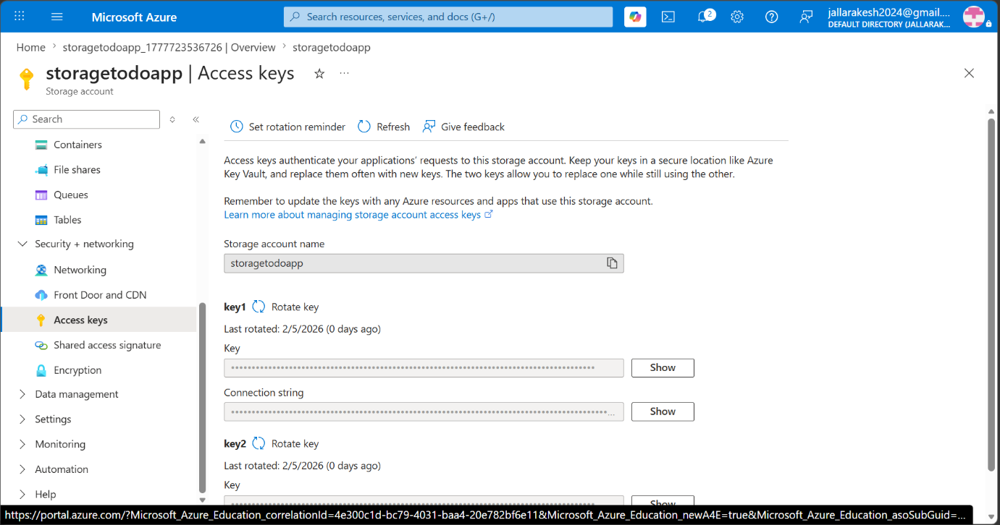 Microsoft Azure
Search resources, services, and docs (G+/)
2
jallarakesh2024@gmail....
DEFAULT DIRECTORY (JALLARAK...
Home > storagetodoapp_1777723536726 | Overview > storagetodoapp
storagetodoapp | Access keys
Storage account
Search
Containers
File shares
Queues
Tables
Security + networking
Networking
Front Door and CDN
Access keys
Shared access signature
Encryption
Data management
Settings
Monitoring
Automation
Help
Set rotation reminder
Refresh
Give feedback
Access keys authenticate your applications' requests to this storage account. Keep your keys in a secure location like Azure
Key Vault, and replace them often with new keys. The two keys allow you to replace one while still using the other.
Remember to update the keys with any Azure resources and apps that use this storage account.
Learn more about managing storage account access keys
Storage account name
storagetodoapp
key1 Rotate key
Last rotated: 2/5/2026 (0 days ago)
Key
Show
Connection string
...
Show
key2 Rotate key
Last rotated: 2/5/2026 (0 days ago)
Key
Show
https://portal.azure.com/?Microsoft_Azure_Education_correlationId=4e300c1d-bc79-4031-baa4-20e782bf6e11&Microsoft_Azure_Education_newA4E=true&Microsoft_Azure_Education_asoSubGuid=...